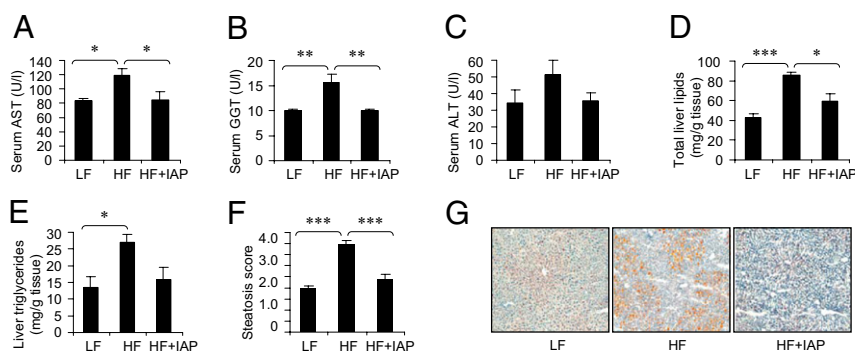 A
Serum AST (U/l)
140
120
100
80
60
40
20
0
*
*
LF
HF
HF+IAP
B
Serum GGT (U/l)
20
15
10
5
0
**
**
LF
HF
HF+IAP
C
Serum ALT (U/l)
60
50
40
30
20
10
0
LF
HF
HF+IAP
D
Total liver lipids
(mg/g tissue)
100
80
60
40
20
0
***
*
LF
HF
HF+IAP
E
Liver triglycerides
(mg/g tissue)
30
25
20
15
10
5
0
*
LF
HF
HF+IAP
F
Steatosis score
4.0
3.0
2.0
1.0
0
***
***
LF
HF
HF+IAP
G
LF
HF
HF+IAP